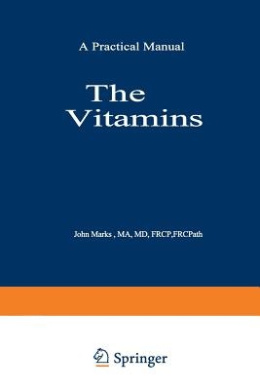 A Practical Manual
The
Vitamins
John Marks , MA, MD, FRCP,FRCPath
Springer